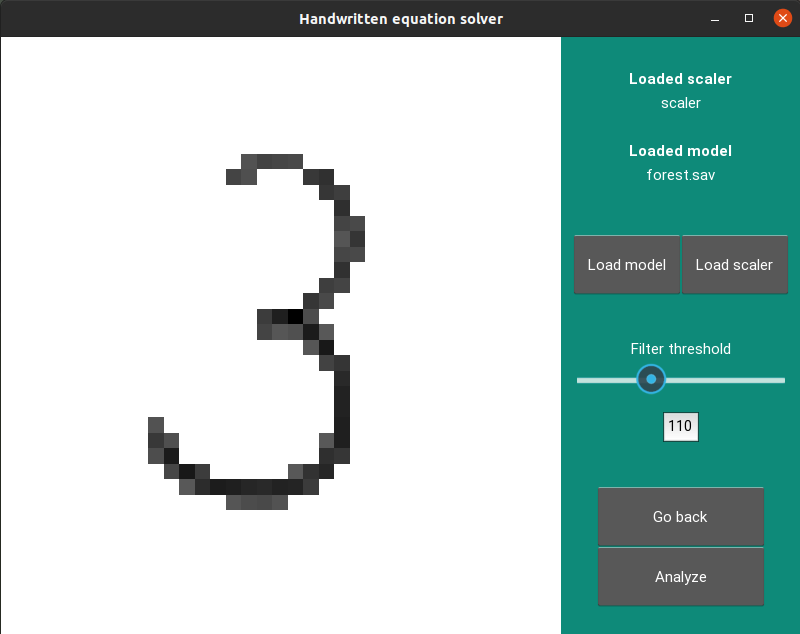 Handwritten equation solver
3
Loaded scaler
scaler
Loaded model
forest.sav
Load model
Load scaler
Filter threshold
110
Go back
Analyze